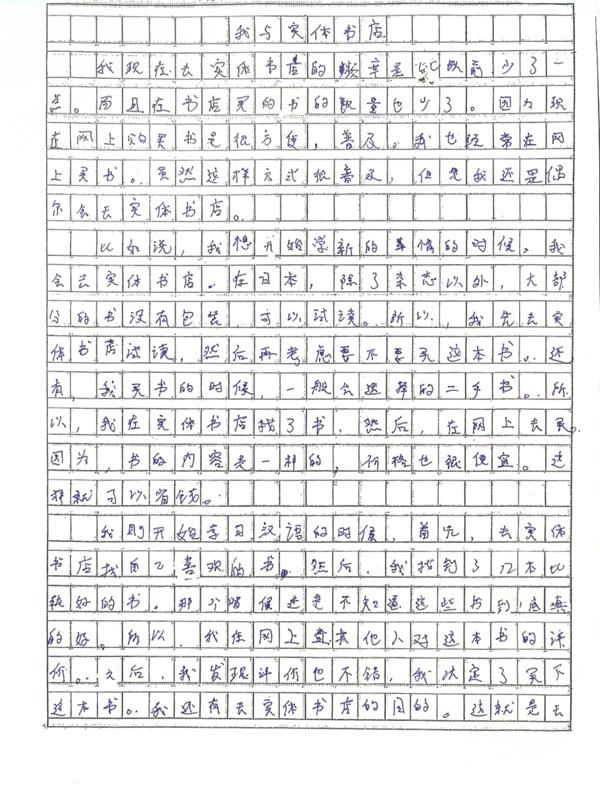 我与实体书店
我现在去实体书店的频率是比以前少了一
点。而且在书店买的书的数量也少了。因为现
在网上购买书是很方便，普及。我也经常在网
上买书。虽然这样方式很普及，但是我还是偶
尔会去实体书店。
比如说，我想开始学新的事情的时候，我
会去实体书店。在日本，除了杂志以外，大部
分的书没有包装，可以试读。所以，我先去实
体书店试读，然后再考虑要不要买这本书。还
有，我买书的时候，一般会选择的二手书。所
以，我在实体书店找了书，然后，在网上去买。
因为，书的内容是一样的，价格也很便宜。这
样就可以省钱。
我刚开始学习汉语的时候，首先，去实体
书店找自己喜欢的书，然后，我找到了几本比
较好的书。那个时候还是不知道这些书到底真
的好。所以，我在网上查其他人对这本书的评
价。之后，我发现评价也不错，我决定了买下
这本书。我还有去实体书店的目的。这就是去